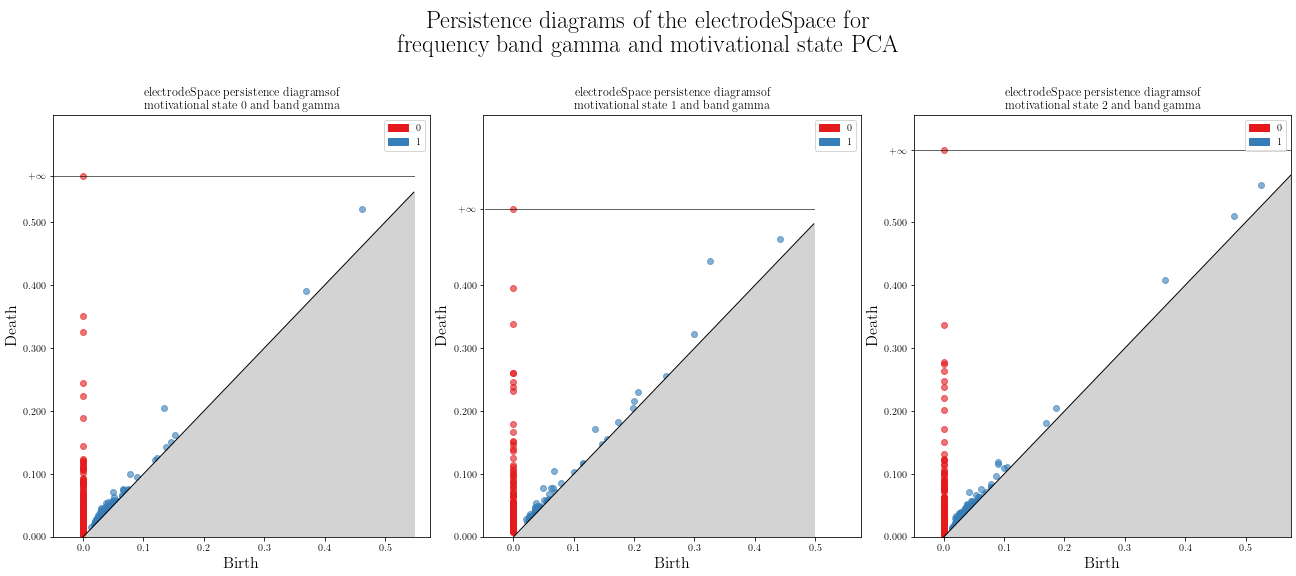 Persistence diagrams of the electrodeSpace for
frequency band gamma and motivational state PCA
electrodeSpace persistence diagramsof
motivational state 0 and band gamma
0
1
+∞
0.500
0.400
0.300
0.200
0.100
0.000
Death
0.0 0.1 0.2 0.3 0.4 0.5
Birth
electrodeSpace persistence diagramsof
motivational state 1 and band gamma
0
1
+∞
0.400
0.300
0.200
0.100
0.000
Death
0.0 0.1 0.2 0.3 0.4 0.5
Birth
electrodeSpace persistence diagramsof
motivational state 2 and band gamma
0
1
+∞
0.500
0.400
0.300
0.200
0.100
0.000
Death
0.0 0.1 0.2 0.3 0.4 0.5
Birth